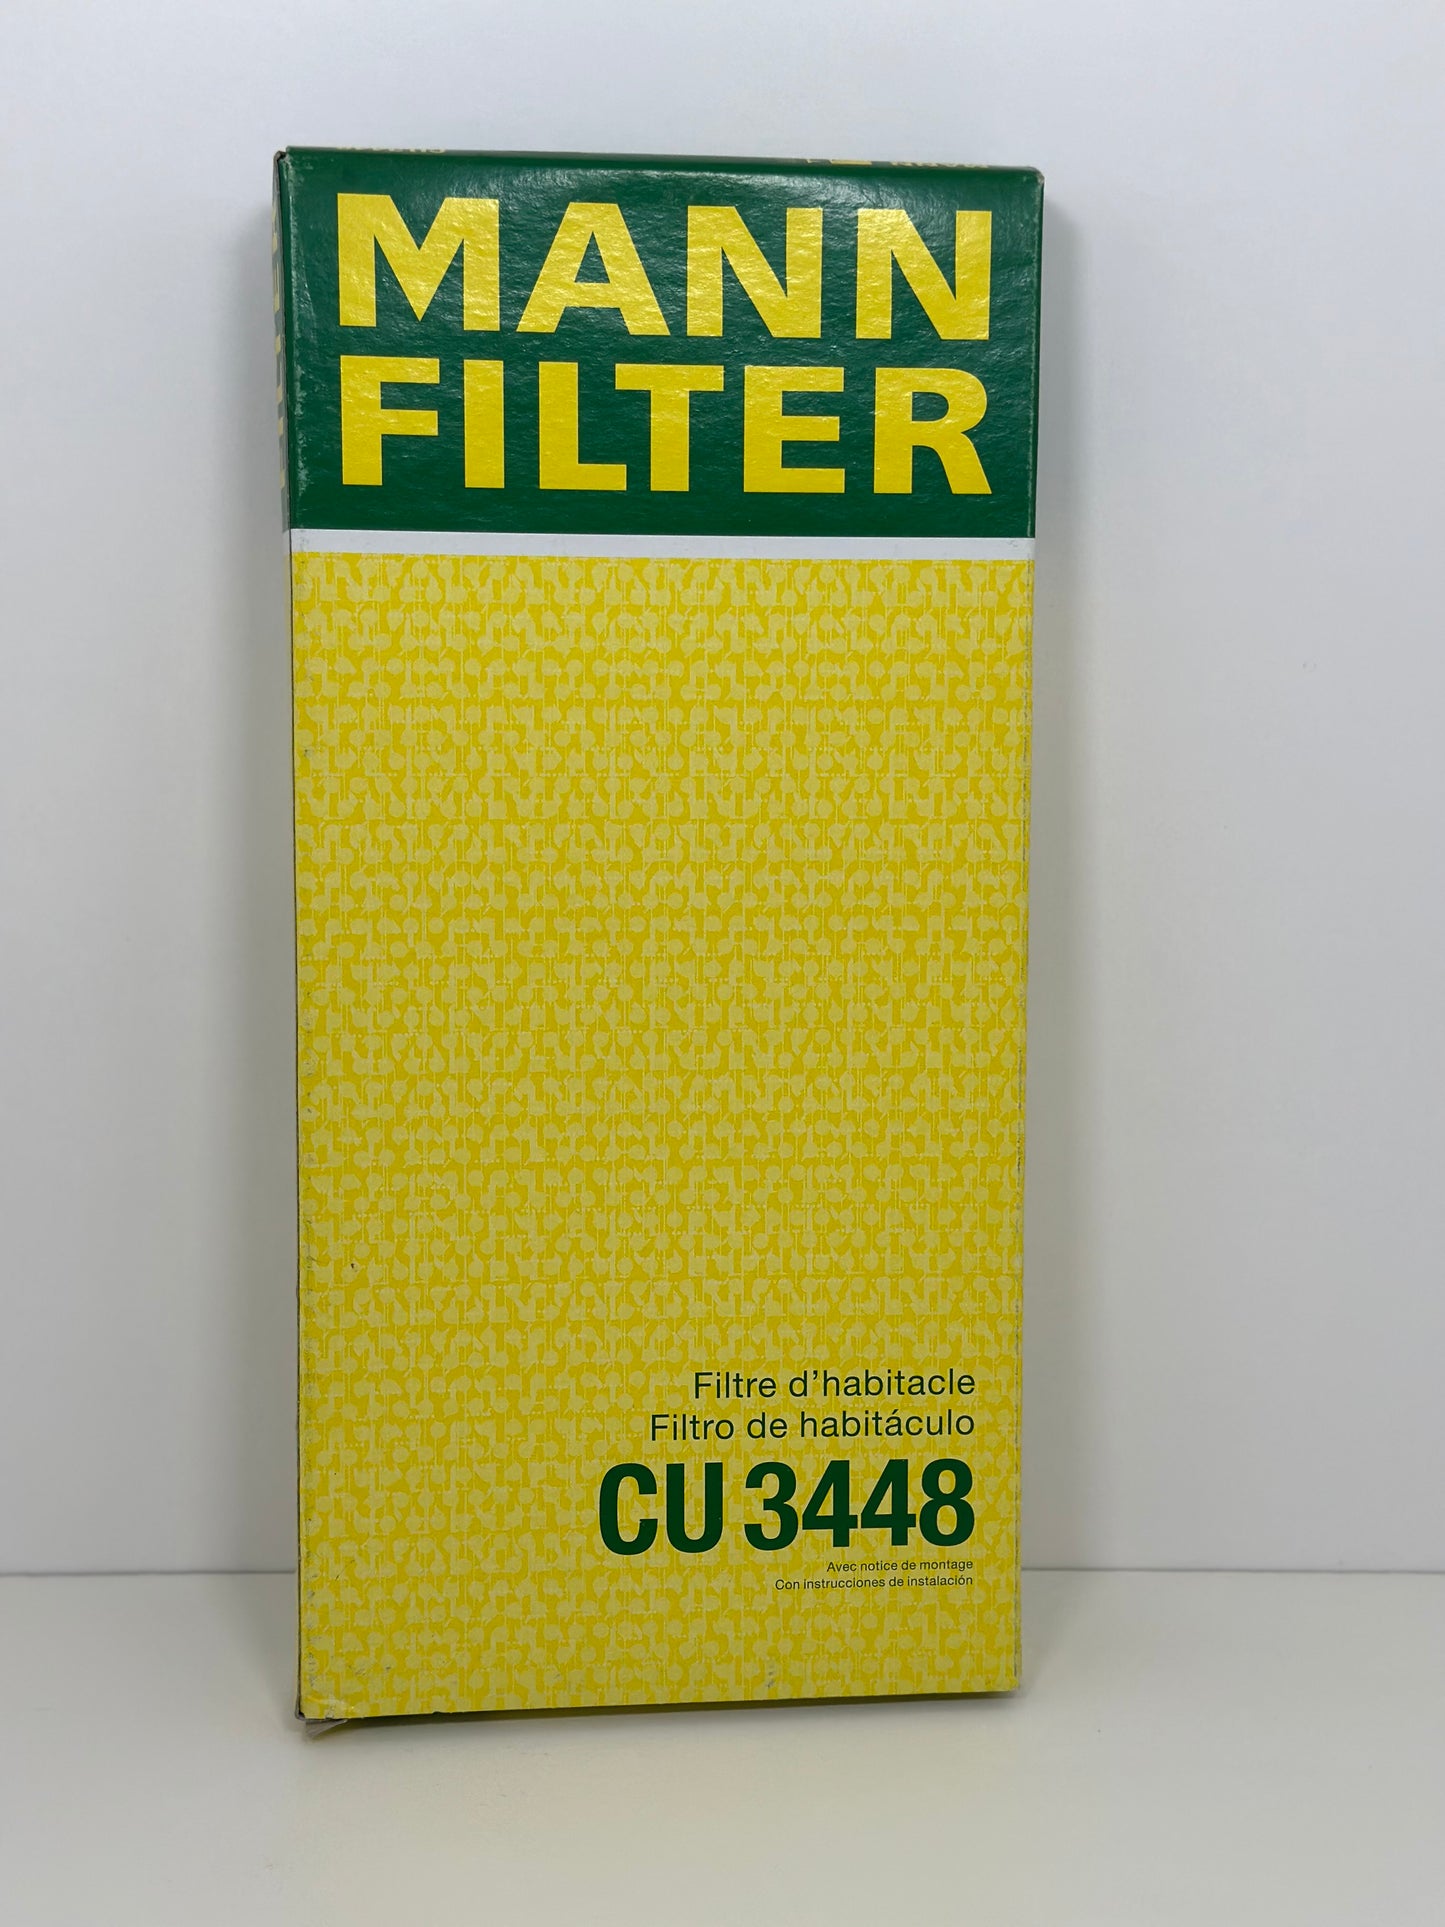 MANN
FILTER
Filtre d'habitacle
Filtro de habitáculo
CU 3448
Avec notice de montage
Con instrucciones de instalación